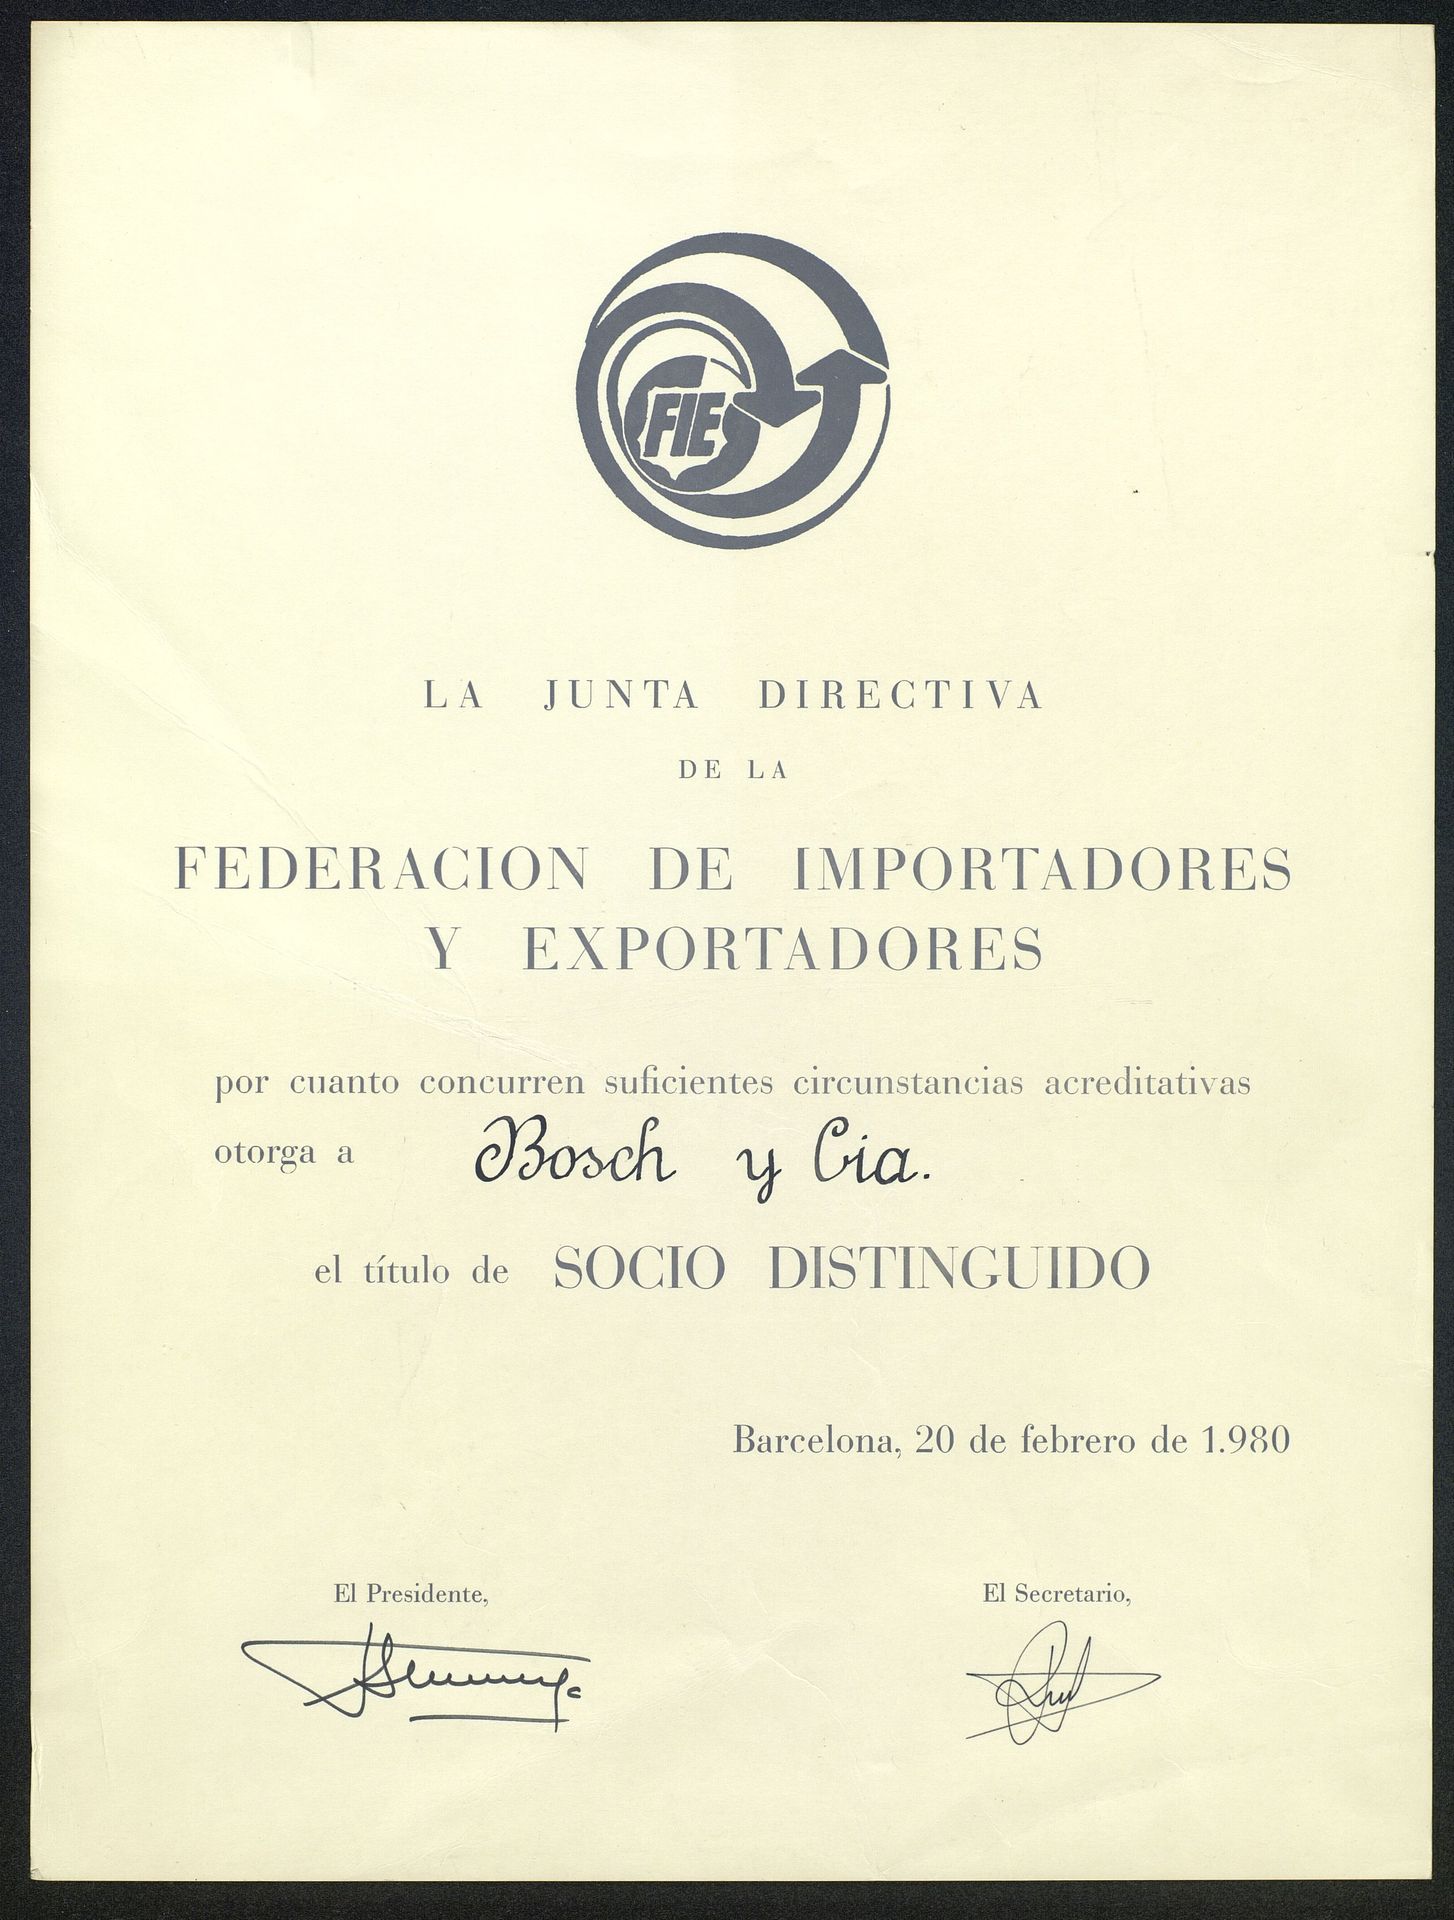 FIE
LA JUNTA DIRECTIVA
DE LA
FEDERACION DE IMPORTADORES
Y EXPORTADORES
por cuanto concurren suficientes circunstancias acreditativas
otorga a Bosch y Cia.
el título de SOCIO DISTINGUIDO
Barcelona, 20 de febrero de 1.980
El Presidente, El Secretario,